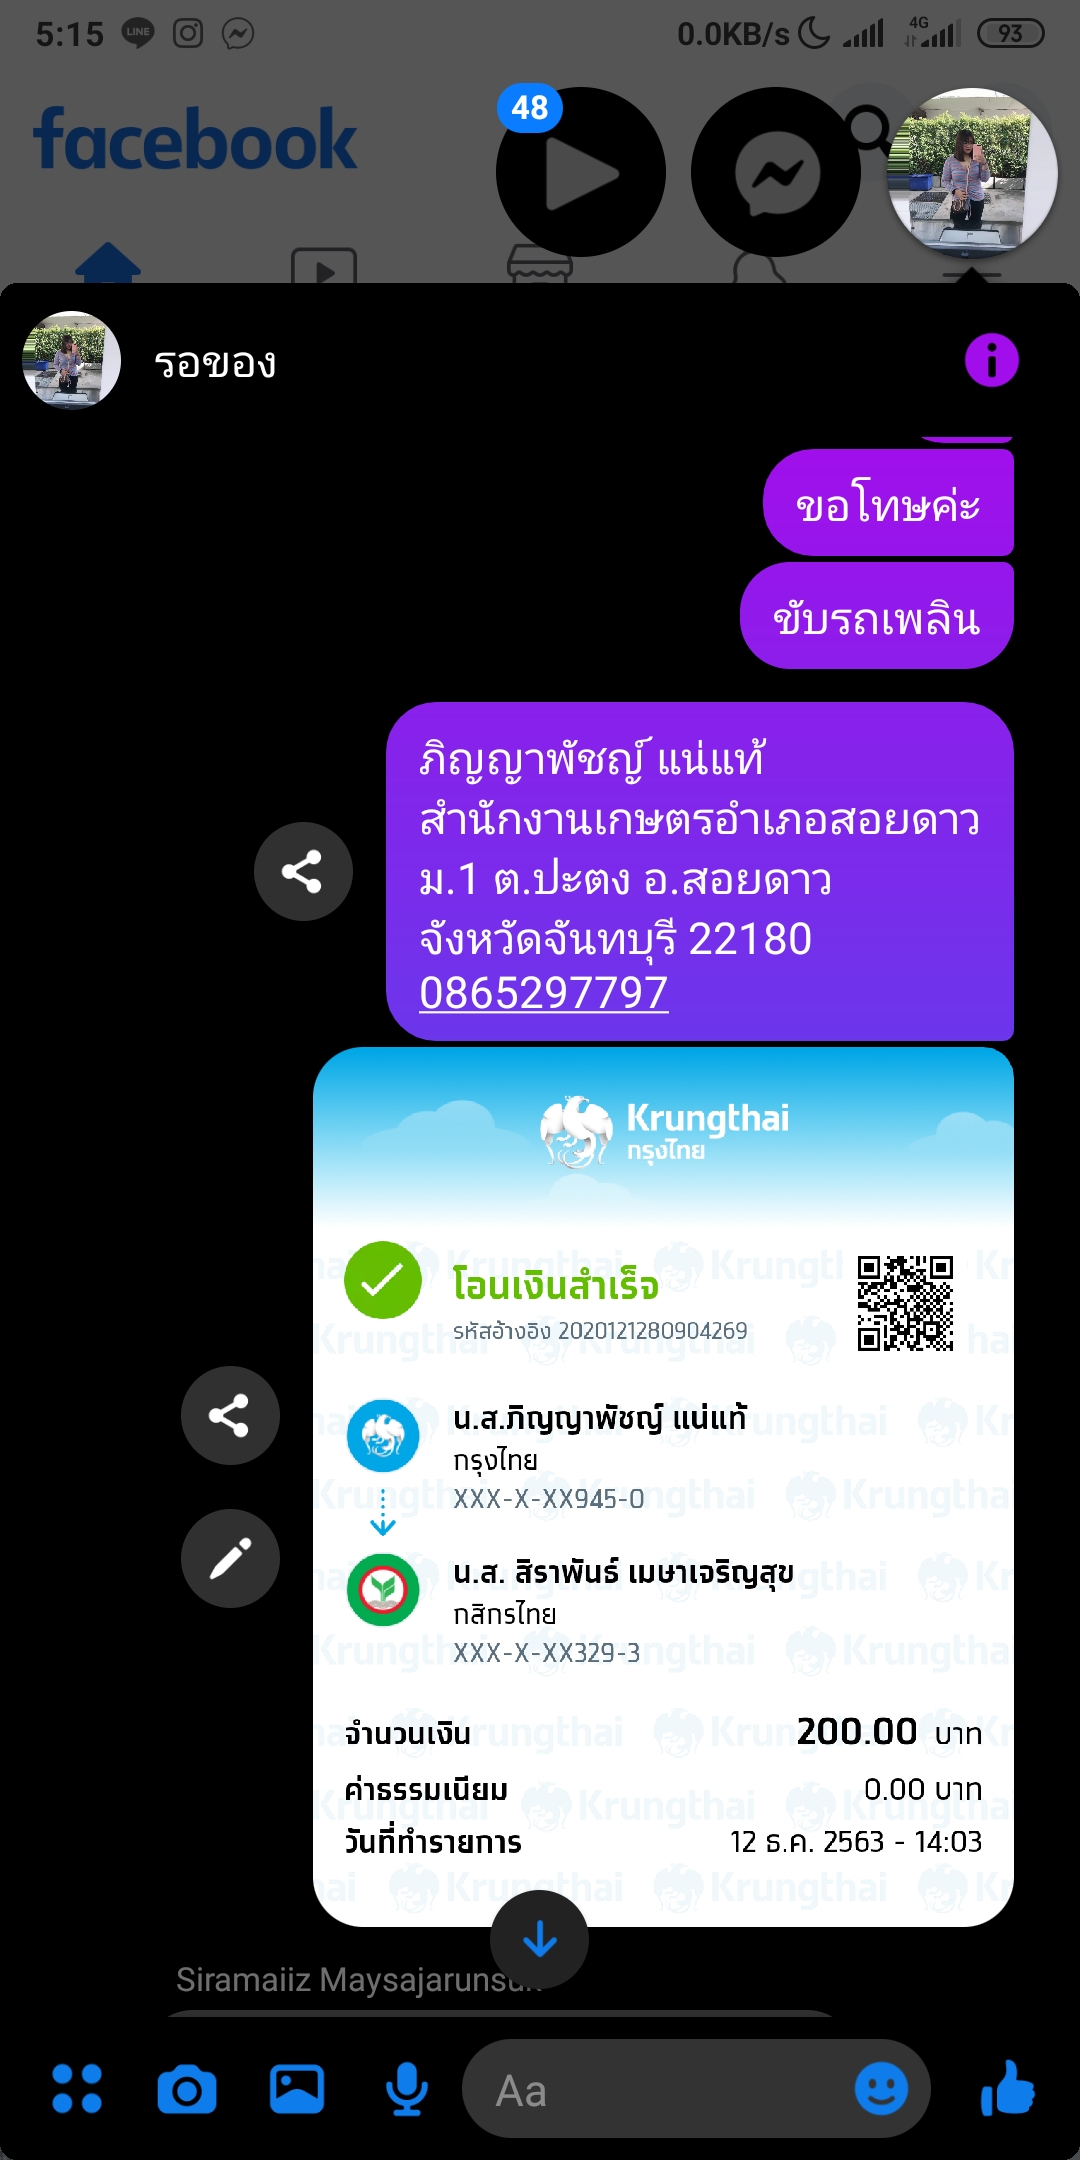 5:15
LINE
0.0KB/s
4G
93
facebook
48
รอของ
ขอโทษค่ะ
ขับรถเพลิน
ภิญญาพัชญ์ แน่แท้
สำนักงานเกษตรอำเภอสอยดาว
ม.1 ต.ปะตง อ.สอยดาว
จังหวัดจันทบุรี 22180
0865297797
Krungthai
กรุงไทย
โอนเงินสำเร็จ
รหัสอ้างอิง 2020121280904269
น.ส.ภิญญาพัชญ์ แน่แท้
กรุงไทย
XXX-X-XX945-0
น.ส. สิราพันธ์ เมษาเจริญสุข
กสิกรไทย
XXX-X-XX329-3
จำนวนเงิน 200.00 บาท
ค่าธรรมเนียม 0.00 บาท
วันที่ทำรายการ 12 ธ.ค. 2563 - 14:03
Siramaiiz
Aa